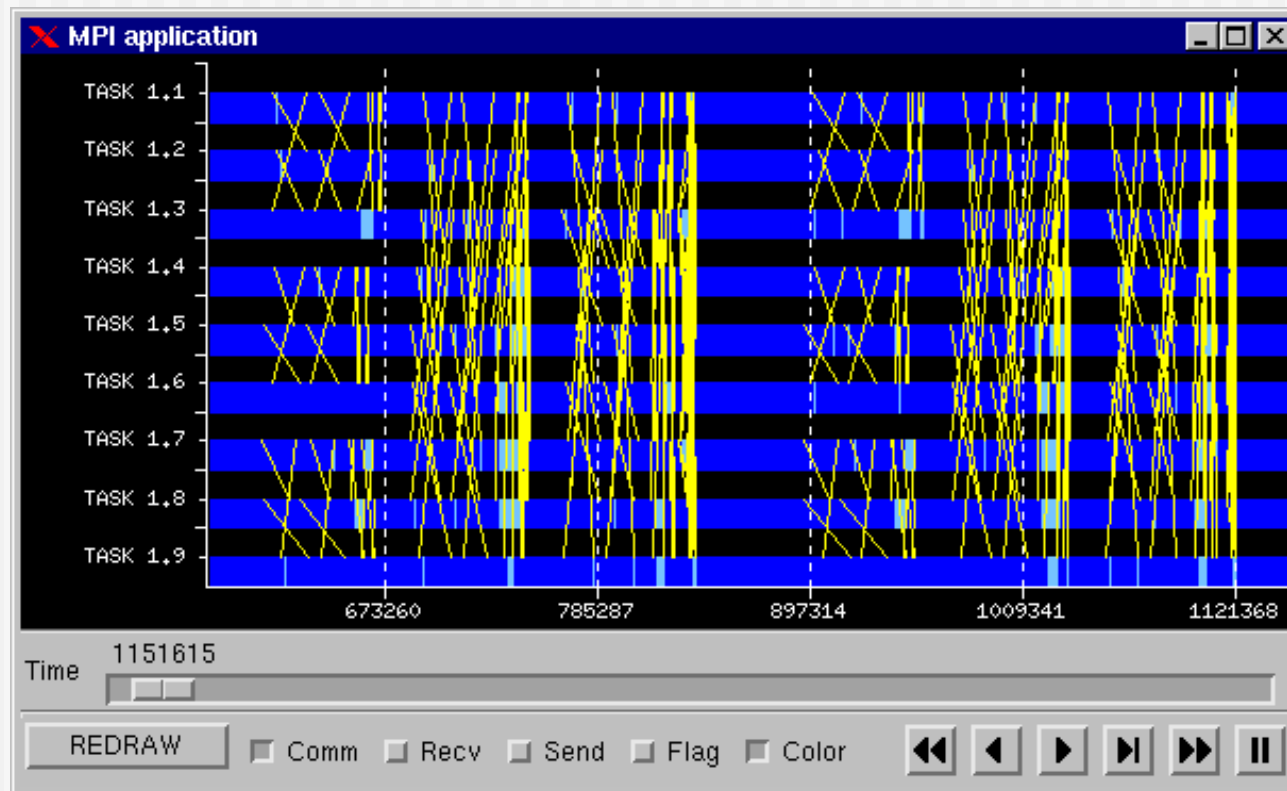 MPI application
TASK 1.1
TASK 1.2
TASK 1.3
TASK 1.4
TASK 1.5
TASK 1.6
TASK 1.7
TASK 1.8
TASK 1.9
673260 785287 897314 1009341 1121368
1151615
Time
REDRAW Comm Recv Send Flag Color